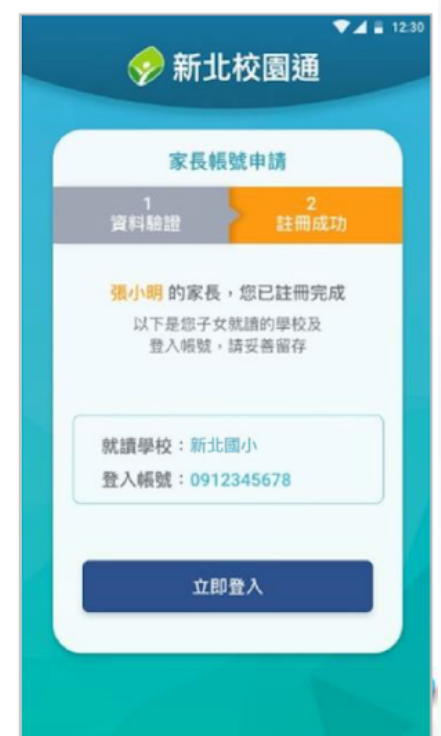 12:30
新北校園通
家長帳號申請
1
資料驗證
2
註冊成功
張小明 的家長，您已註冊完成
以下是您子女就讀的學校及
登入帳號，請妥善留存
就讀學校：新北國小
登入帳號：0912345678
立即登入